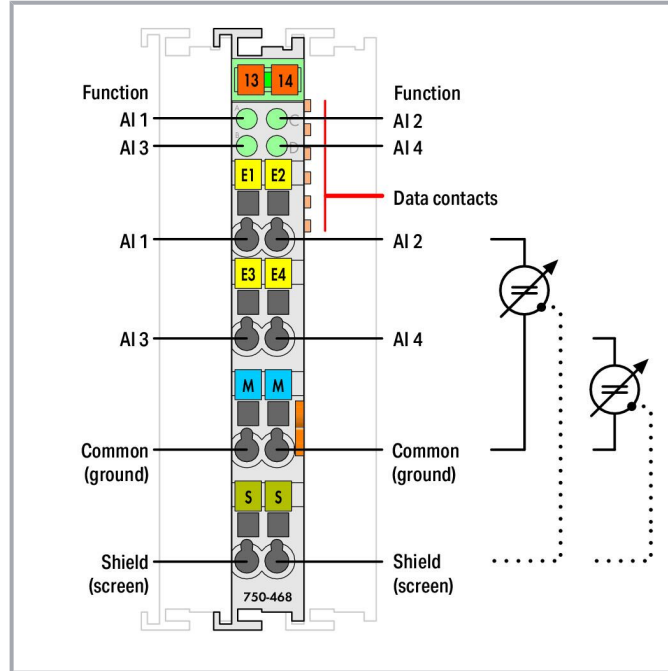 13 14
Function
Function
A C
AI 1
AI 2
B D
AI 3
AI 4
E1 E2
Data contacts
AI 1
AI 2
E3 E4
AI 3
AI 4
M M
Common
(ground)
Common
(ground)
S S
Shield
(screen)
Shield
(screen)
750-468